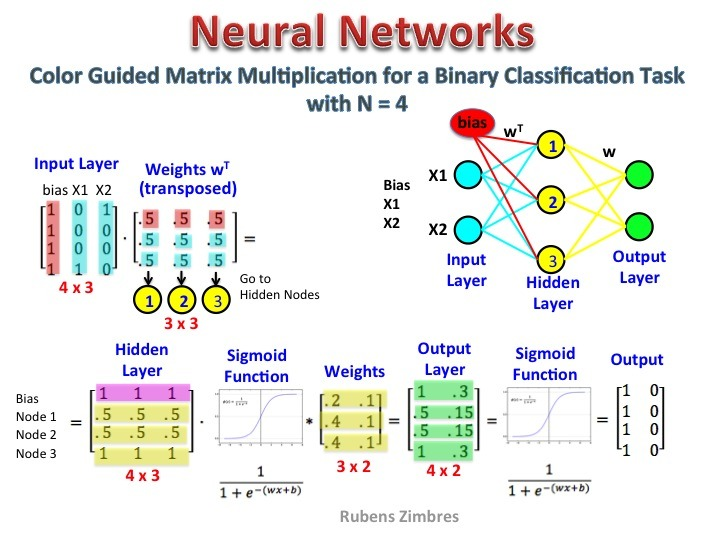 Neural Networks
Color Guided Matrix Multiplication for a Binary Classification Task
with N = 4
bias
wᵀ
w
1
2
3
X1
X2
Bias
X1
X2
Input
Layer
Hidden
Layer
Output
Layer
Input Layer
bias X1 X2
1 0 1
1 0 0
1 0 0
1 1 0
4 x 3
·
Weights wᵀ
(transposed)
.5 .5 .5
.5 .5 .5
.5 .5 .5
=
1 2 3
Go to
Hidden Nodes
3 x 3
Bias
Node 1
Node 2
Node 3
=
Hidden
Layer
1 1 1
.5 .5 .5
.5 .5 .5
1 1 1
4 x 3
·
Sigmoid
Function
1
1 + e^-(wx+b)
*
Weights
.2 .1
.4 .1
.4 .1
3 x 2
=
Output
Layer
1 .3
.5 .15
.5 .15
1 .3
4 x 2
=
Sigmoid
Function
1
1 + e^-(wx+b)
=
Output
1 0
1 0
1 0
1 0
Rubens Zimbres